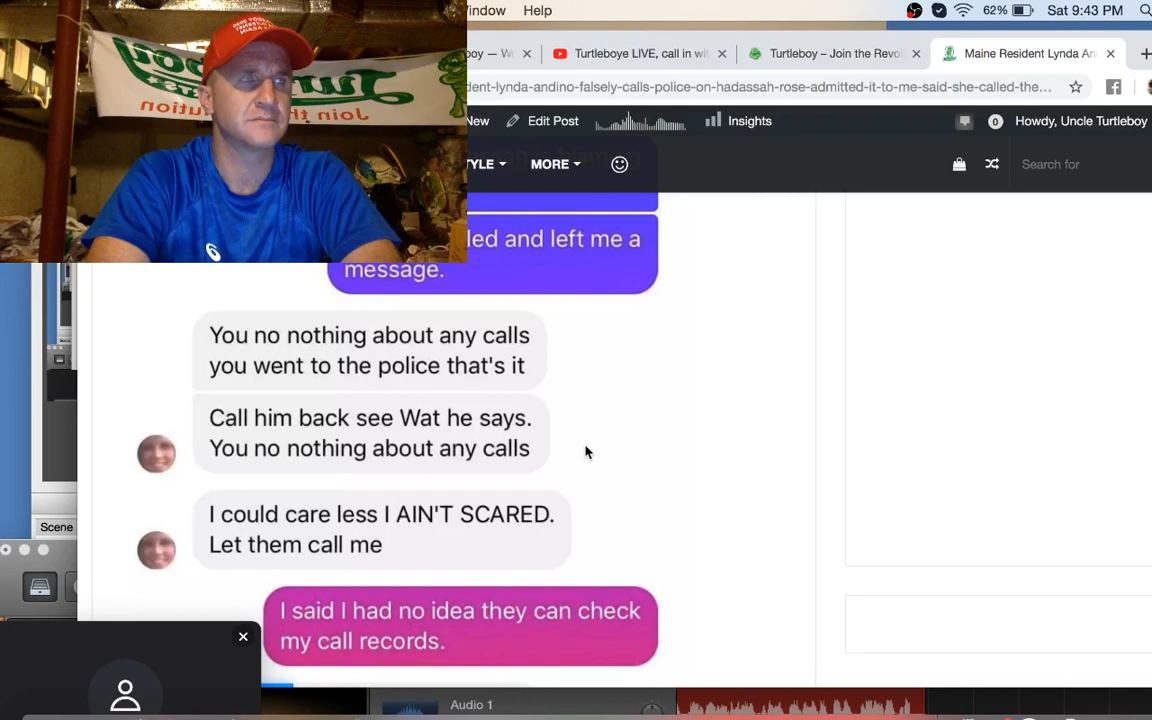 indow Help
62% Sat 9:43 PM
boy — W
Turtleboye LIVE, call in wit
Turtleboy – Join the Revol
Maine Resident Lynda An
dent-lynda-andino-falsely-calls-police-on-hadassah-rose-admitted-it-to-me-said-she-called-the...
New Edit Post Insights 0 Howdy, Uncle Turtleboy
TYLE MORE Search for
led and left me a
message.
You no nothing about any calls
you went to the police that's it
Call him back see Wat he says.
You no nothing about any calls
I could care less I AIN'T SCARED.
Let them call me
I said I had no idea they can check
my call records.
Scene
Audio 1
Join the